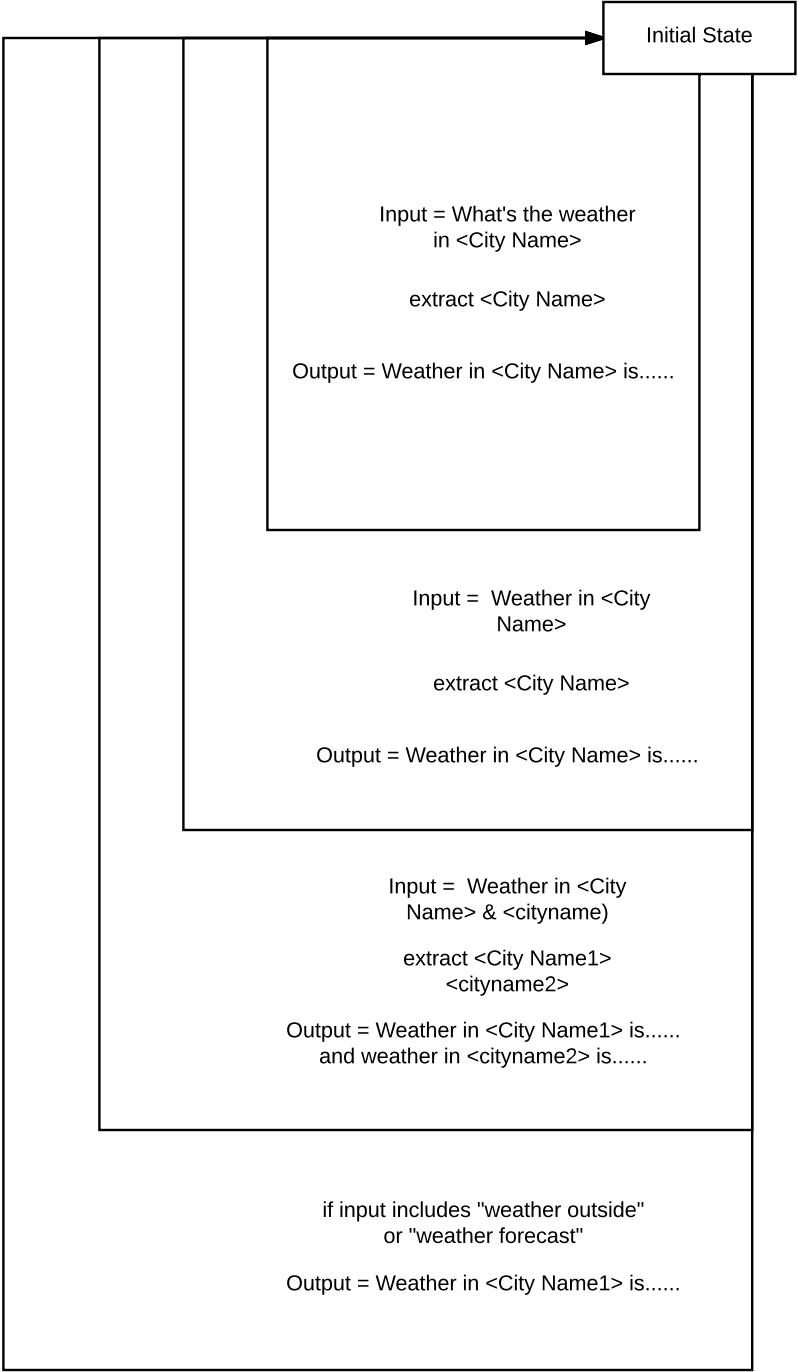 Initial State
Input = What's the weather
in <City Name>
extract <City Name>
Output = Weather in <City Name> is......
Input =  Weather in <City
Name>
extract <City Name>
Output = Weather in <City Name> is......
Input =  Weather in <City
Name> & <cityname)
extract <City Name1>
<cityname2>
Output = Weather in <City Name1> is......
and weather in <cityname2> is......
if input includes "weather outside"
or "weather forecast"
Output = Weather in <City Name1> is......